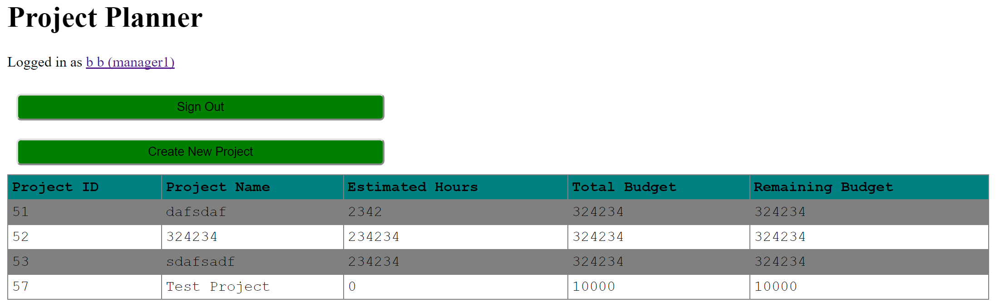 Project Planner
Logged in as b b (manager1)
Sign Out
Create New Project
Project ID Project Name Estimated Hours Total Budget Remaining Budget
51 dafsdaf 2342 324234 324234
52 324234 234234 324234 324234
53 sdafsadf 234234 324234 324234
57 Test Project 0 10000 10000